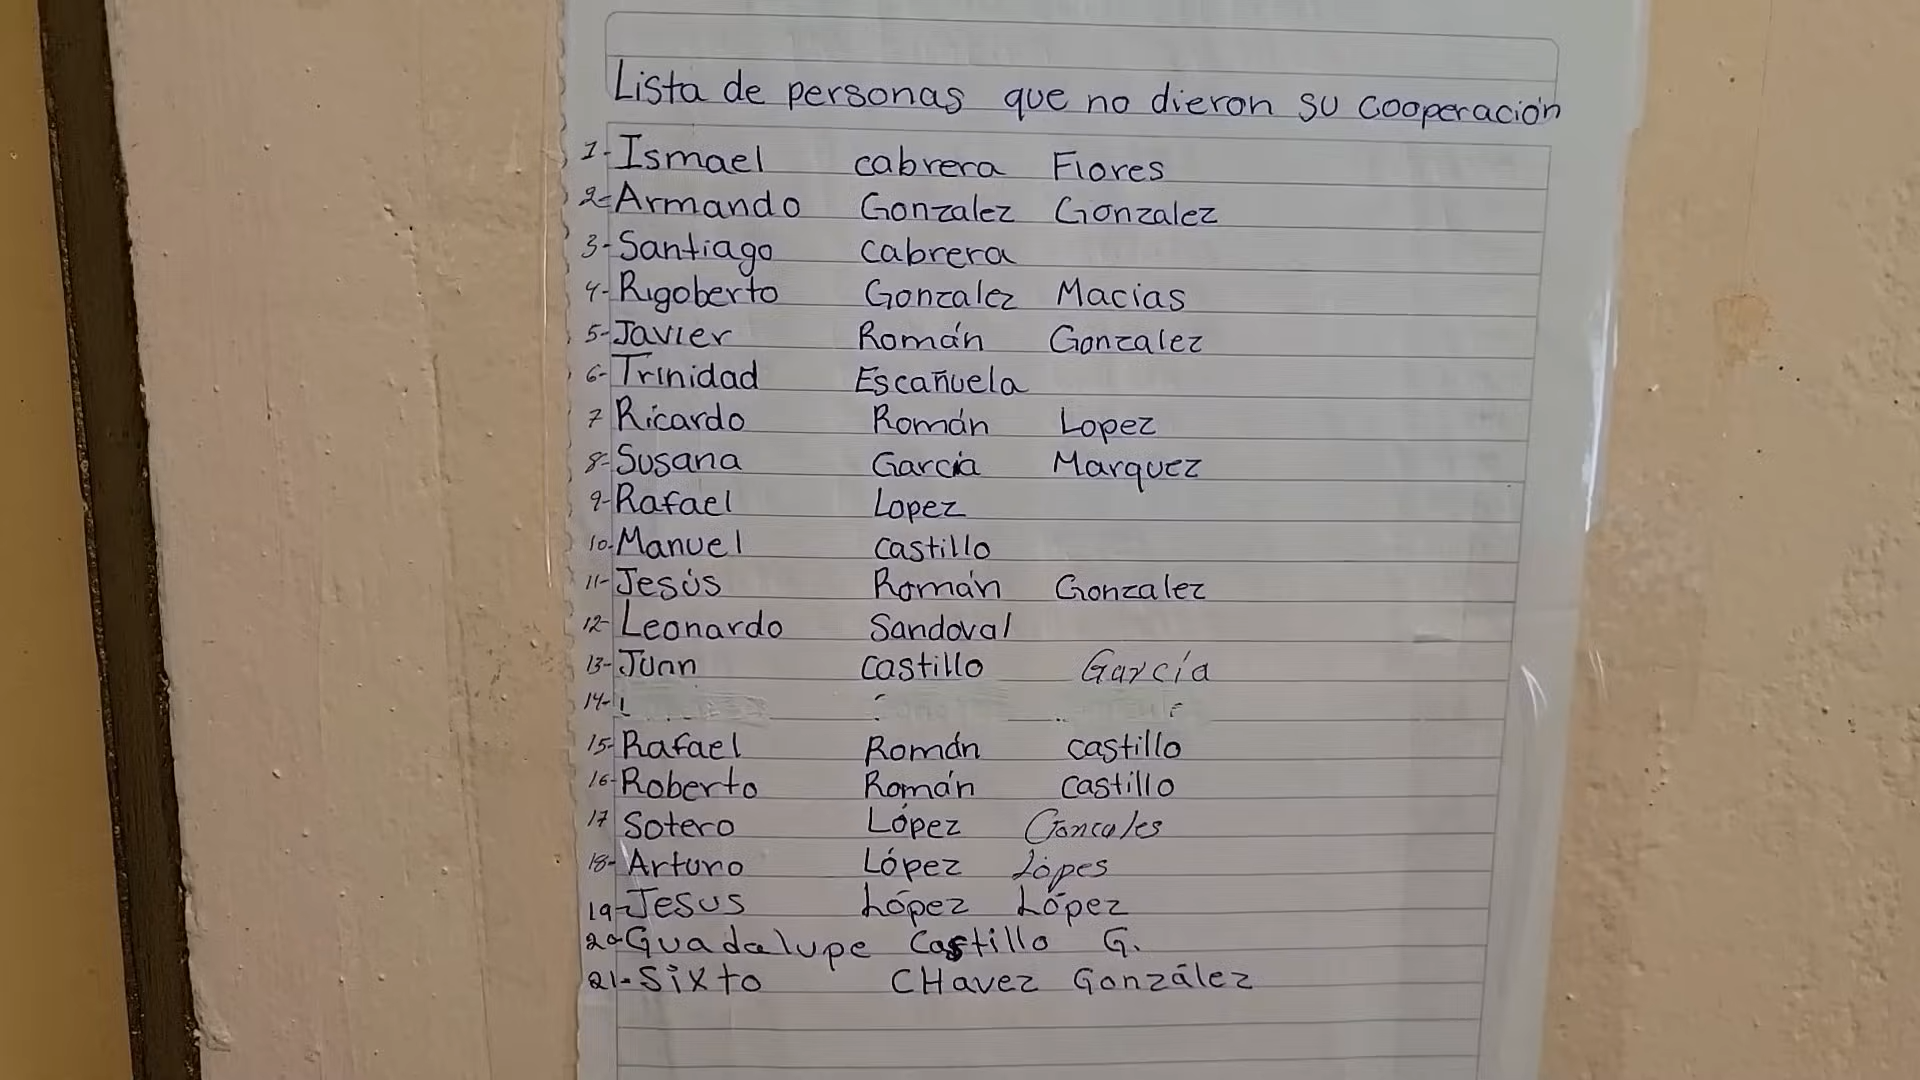 Lista de personas que no dieron su cooperación
1- Ismael cabrera Flores
2- Armando Gonzalez Gonzalez
3- Santiago cabrera
4- Rigoberto Gonzalez Macias
5- Javier Román Gonzalez
6- Trinidad Escañuela
7 Ricardo Román Lopez
8- Susana García Marquez
9- Rafael Lopez
10- Manuel castillo
11- Jesús Román Gonzalez
12- Leonardo Sandoval
13- Juan castillo García
14-
15- Rafael Román castillo
16- Roberto Román castillo
17 Sotero López Gonzales
18- Arturo López Lópes
19- Jesus López López
20- Guadalupe Castillo G.
21- Sixto CHavez González